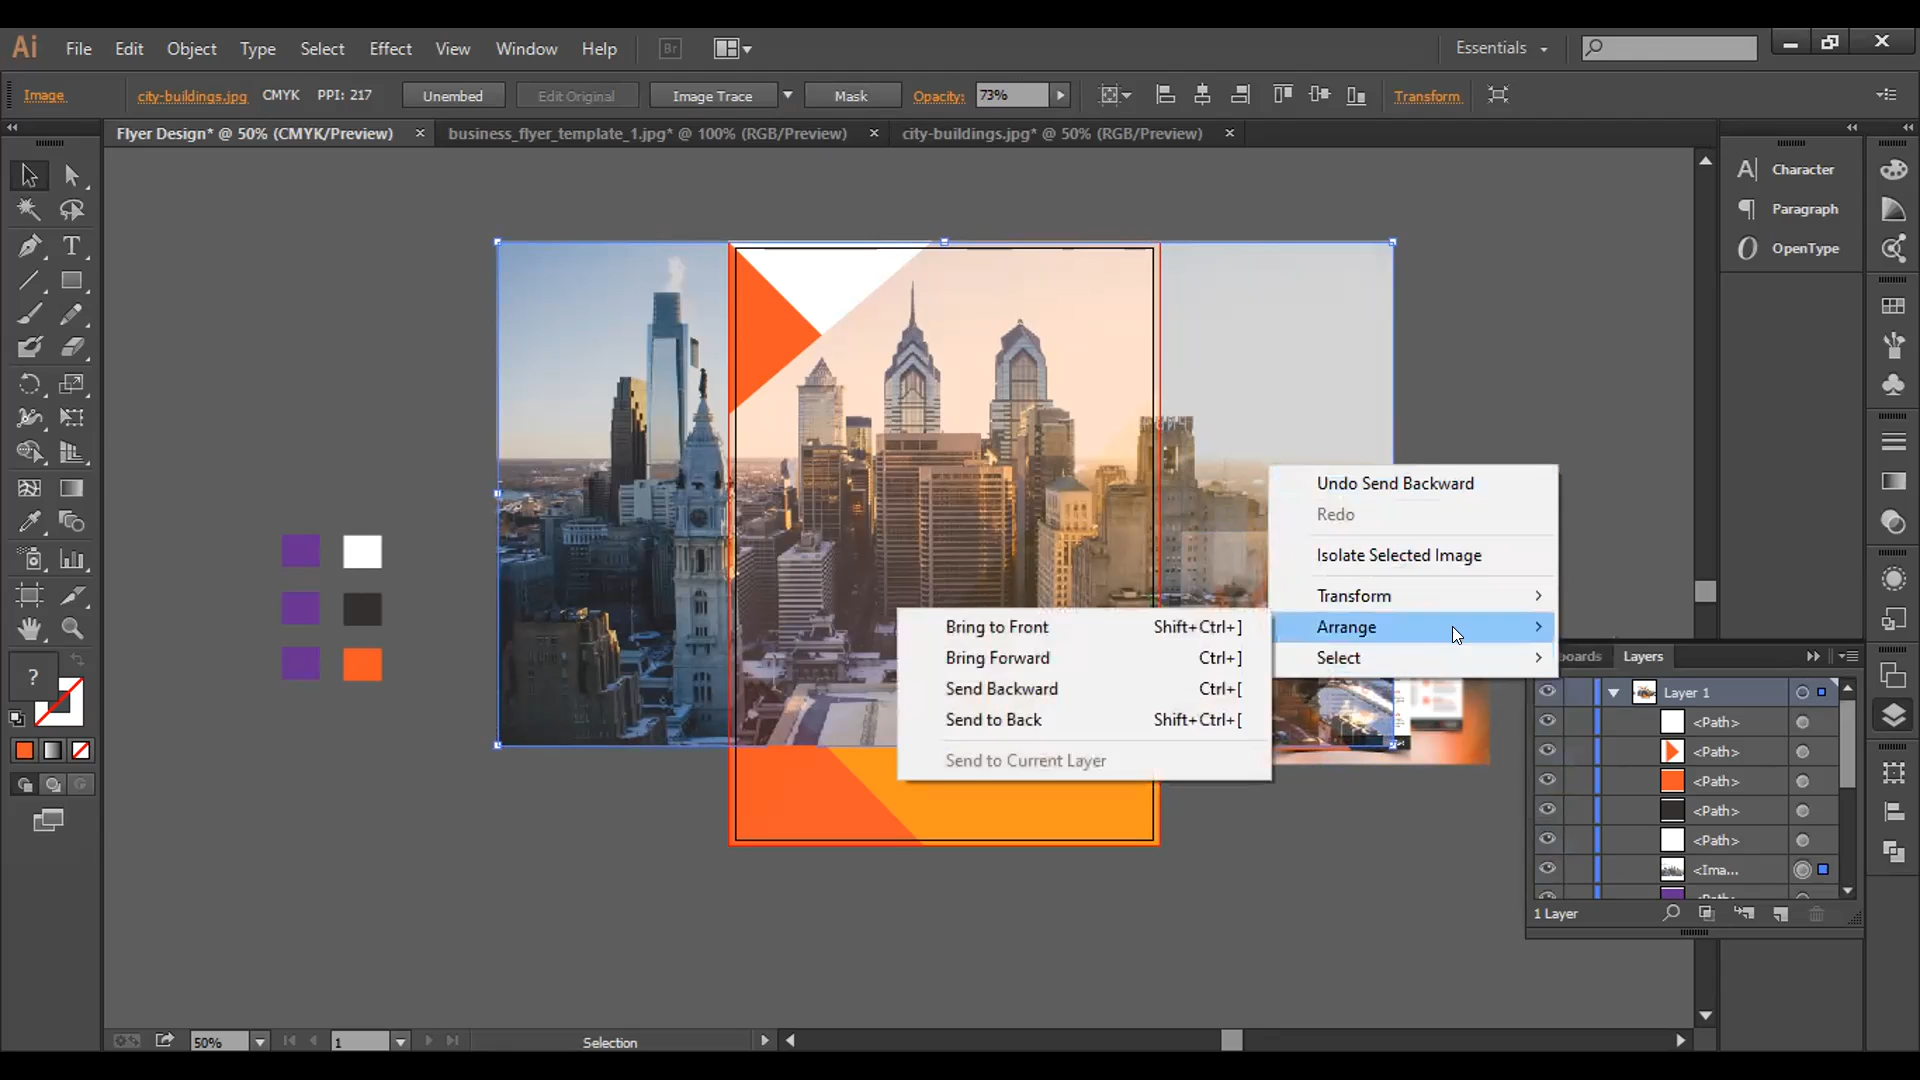 Ai File Edit Object Type Select Effect View Window Help Br Essentials
Image city-buildings.jpg CMYK PPI: 217 Unembed Edit Original Image Trace Mask Opacity: 73% Transform
Flyer Design* @ 50% (CMYK/Preview) × business_flyer_template_1.jpg* @ 100% (RGB/Preview) × city-buildings.jpg* @ 50% (RGB/Preview) ×
Character
Paragraph
OpenType
Undo Send Backward
Redo
Isolate Selected Image
Transform
Arrange
Select
Bring to Front Shift+Ctrl+]
Bring Forward Ctrl+]
Send Backward Ctrl+[
Send to Back Shift+Ctrl+[
Send to Current Layer
?
boards Layers
Layer 1
<Path>
<Path>
<Path>
<Path>
<Path>
<Ima...
1 Layer
50% 1 Selection